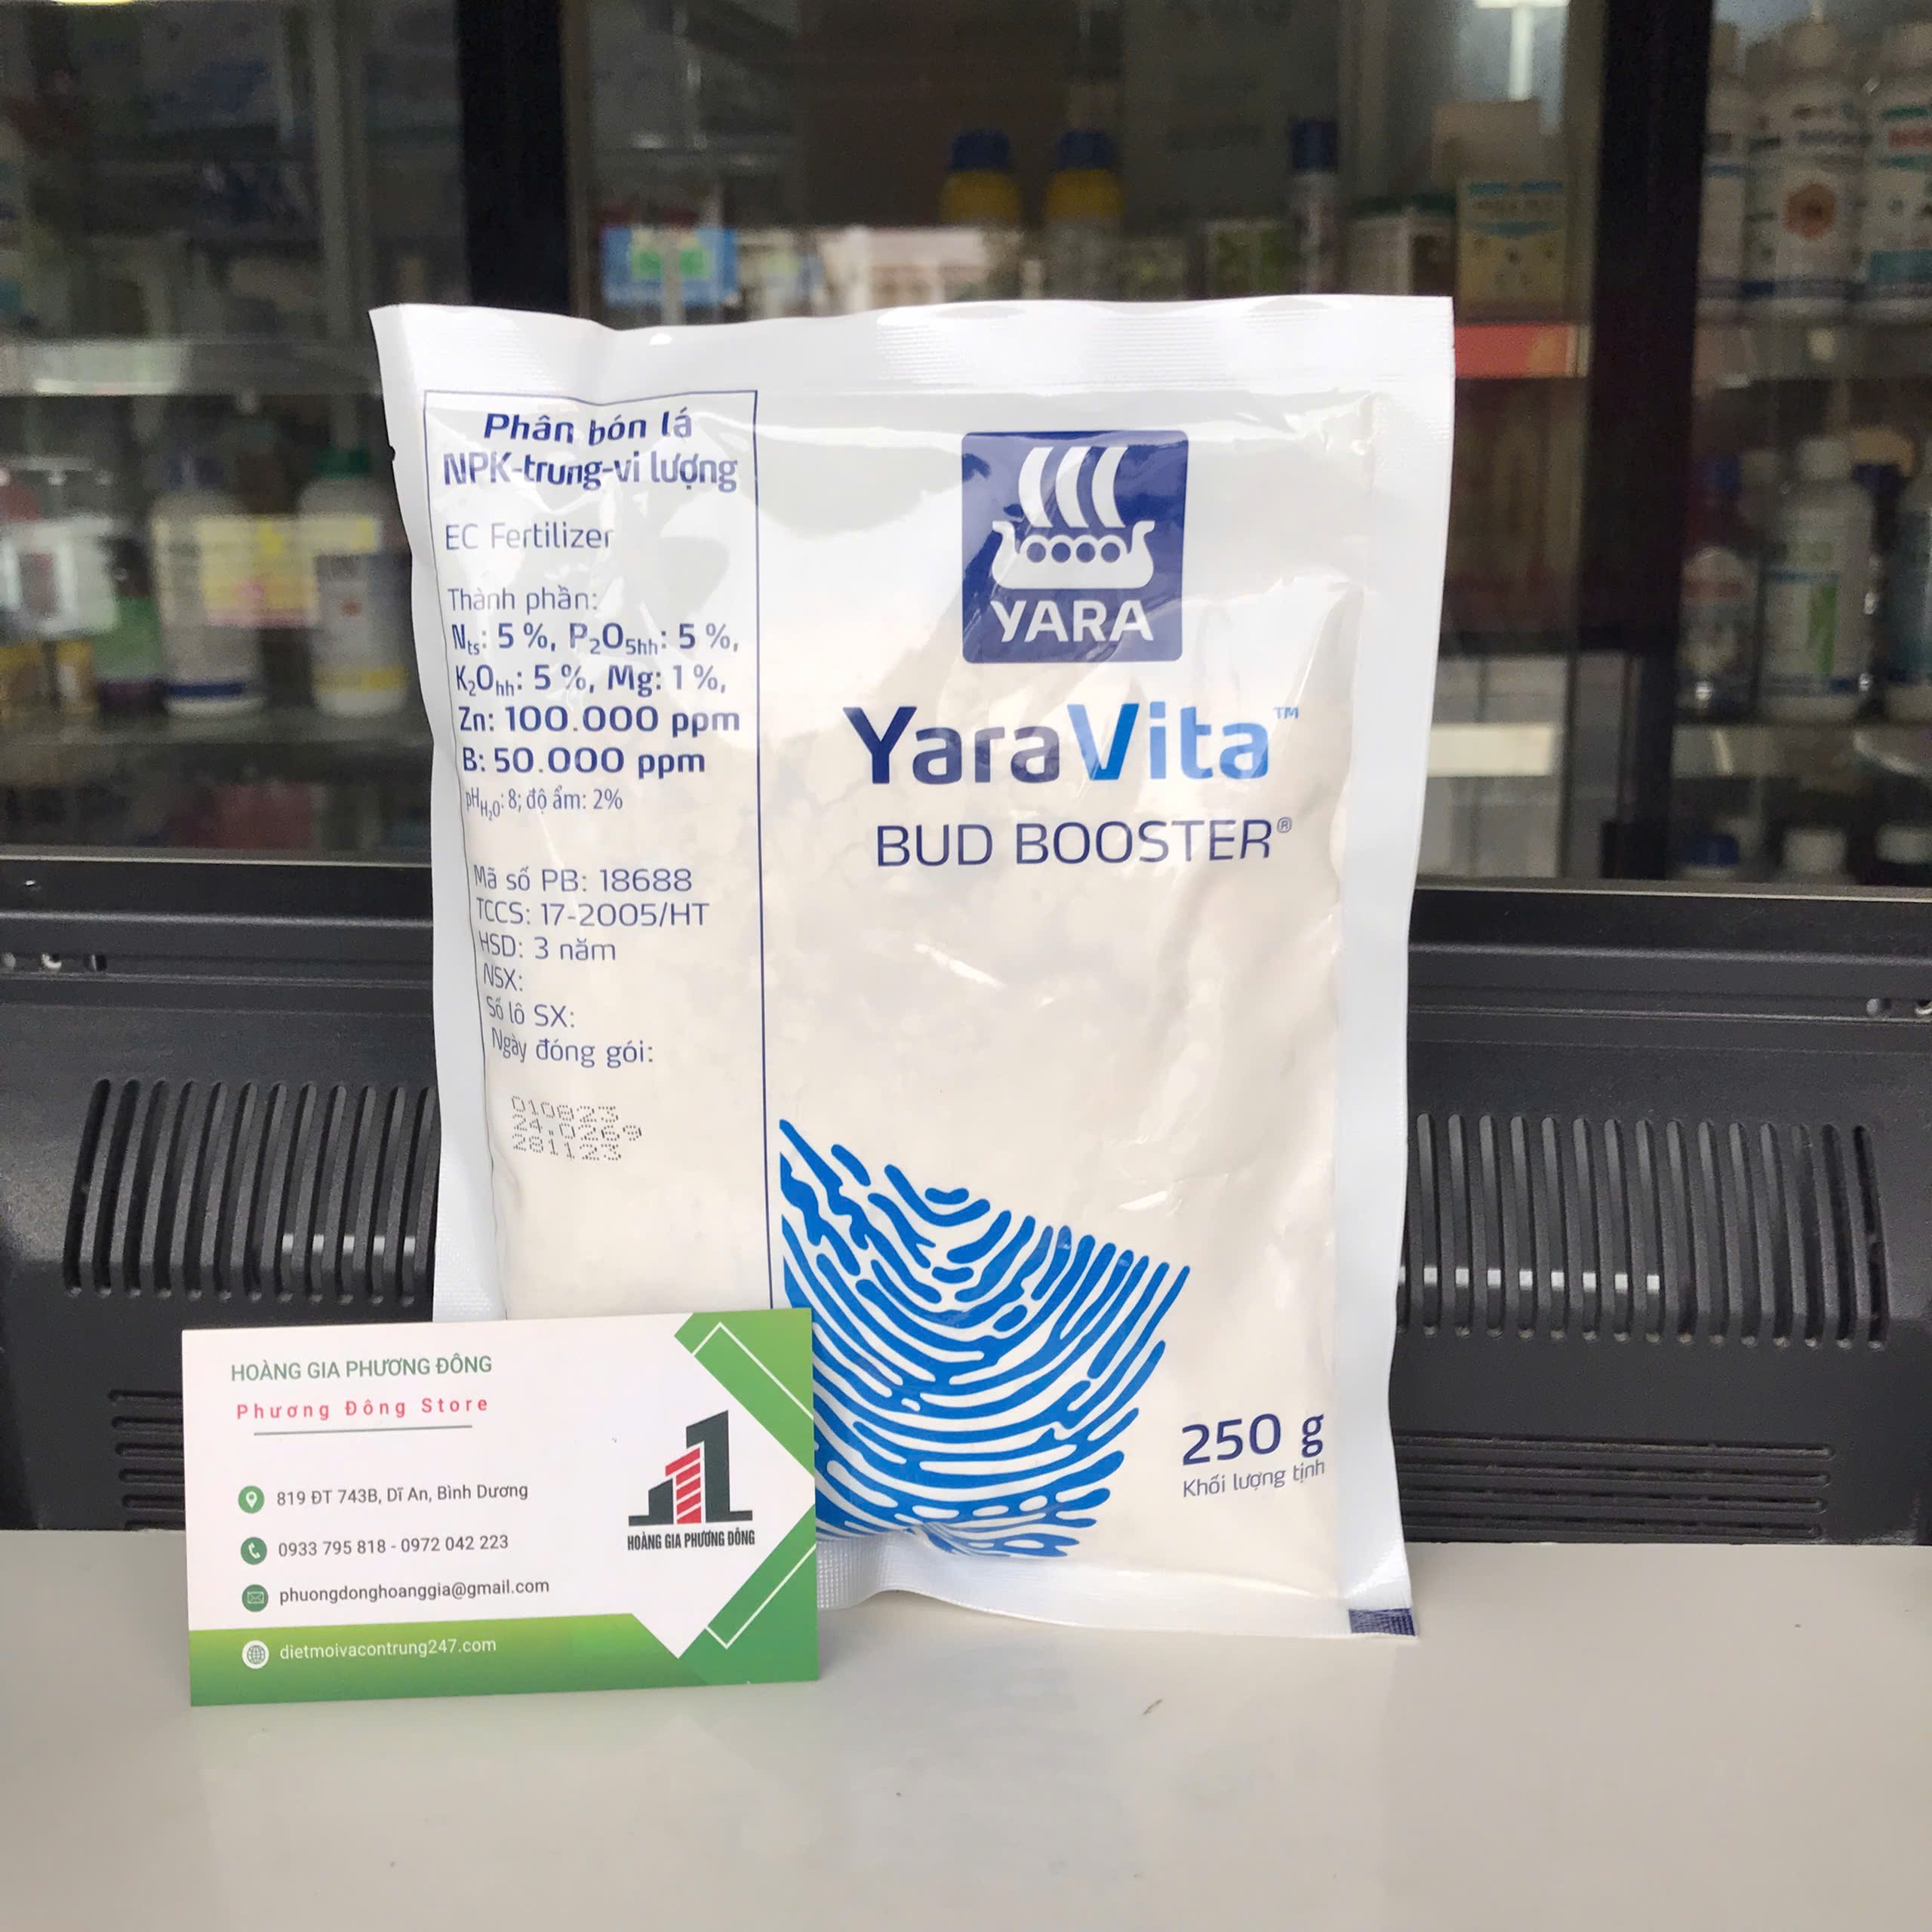 Phân bón lá
NPK-trung-vi lượng
EC Fertilizer
Thành phần:
Nts: 5 %, P₂O₅hh: 5 %,
K₂Ohh: 5 %, Mg: 1 %,
Zn: 100.000 ppm
B: 50.000 ppm
pHH₂O: 8; độ ẩm: 2%
Mã số PB: 18688
TCCS: 17-2005/HT
HSD: 3 năm
NSX:
Số lô SX:
Ngày đóng gói:
010823
24.0269
281123
YARA
YaraVita™
BUD BOOSTER®
250 g
Khối lượng tịnh
HOÀNG GIA PHƯƠNG ĐÔNG
Phương Đông Store
819 ĐT 743B, Dĩ An, Bình Dương
0933 795 818 - 0972 042 223
phuongdonghoanggia@gmail.com
dietmoivacontrung247.com
HOÀNG GIA PHƯƠNG ĐÔNG